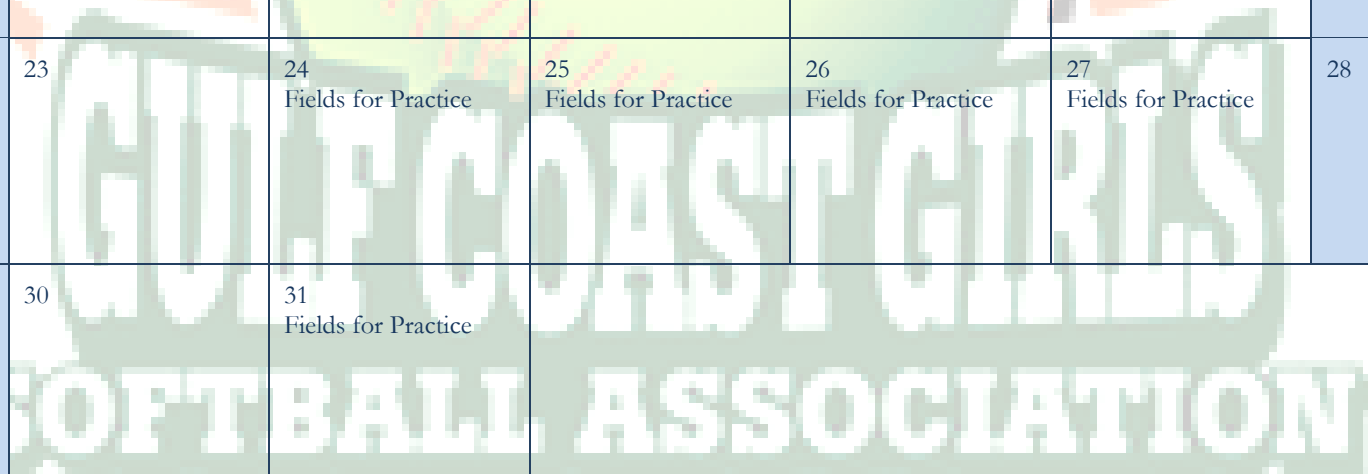 23
24
Fields for Practice
25
Fields for Practice
26
Fields for Practice
27
Fields for Practice
28
30
31
Fields for Practice
GULF COAST GIRLS
SOFTBALL ASSOCIATION